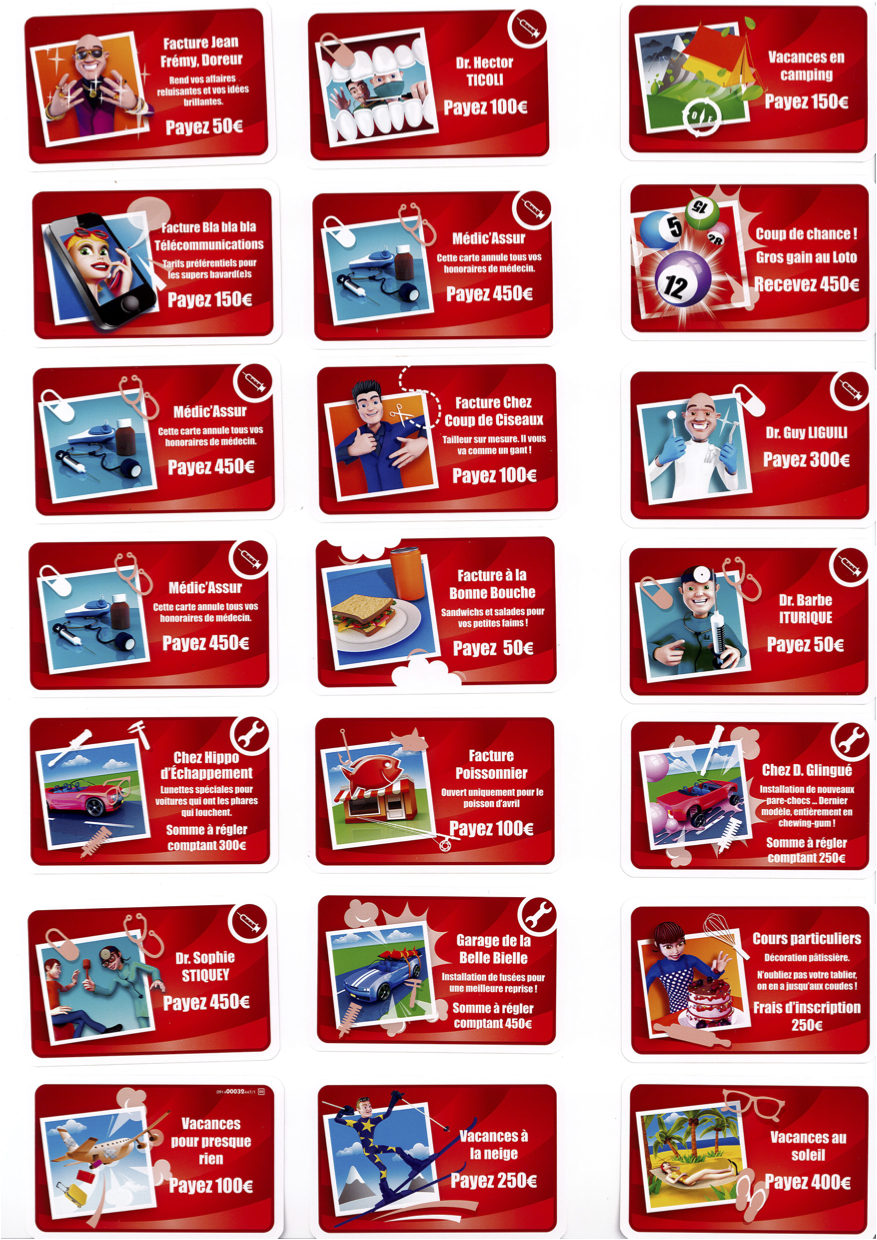 Facture Jean
Frémy, Doreur
Rend vos affaires
reluisantes et vos idées
brillantes.
Payez 50€
Dr. Hector
TICOLI
Payez 100€
Vacances en
camping
Payez 150€
Facture Bla bla bla
Télécommunications
Tarifs préférentiels pour
les supers bavard(e)s
Payez 150€
Médic'Assur
Cette carte annule tous vos
honoraires de médecin.
Payez 450€
5
15
28
12
Coup de chance !
Gros gain au Loto
Recevez 450€
Médic'Assur
Cette carte annule tous vos
honoraires de médecin.
Payez 450€
Facture Chez
Coup de Ciseaux
Tailleur sur mesure. Il vous
va comme un gant !
Payez 100€
Dr. Guy LIGUILI
Payez 300€
Médic'Assur
Cette carte annule tous vos
honoraires de médecin.
Payez 450€
Facture à la
Bonne Bouche
Sandwichs et salades pour
vos petites faims !
Payez 50€
Dr. Barbe
ITURIQUE
Payez 50€
Chez Hippo
d'Échappement
Lunettes spéciales pour
voitures qui ont les phares
qui louchent.
Somme à régler
comptant 300€
Facture
Poissonnier
Ouvert uniquement pour le
poisson d'avril
Payez 100€
Chez D. Glingué
Installation de nouveaux
pare-chocs ... Dernier
modèle, entièrement en
chewing-gum !
Somme à régler
comptant 250€
Dr. Sophie
STIQUEY
Payez 450€
Garage de la
Belle Bielle
Installation de fusées pour
une meilleure reprise !
Somme à régler
comptant 450€
Cours particuliers
Décoration pâtissière.
N'oubliez pas votre tablier,
on en a jusqu'aux coudes !
Frais d'inscription
250€
00032
Vacances
pour presque
rien
Payez 100€
Vacances à
la neige
Payez 250€
Vacances au
soleil
Payez 400€